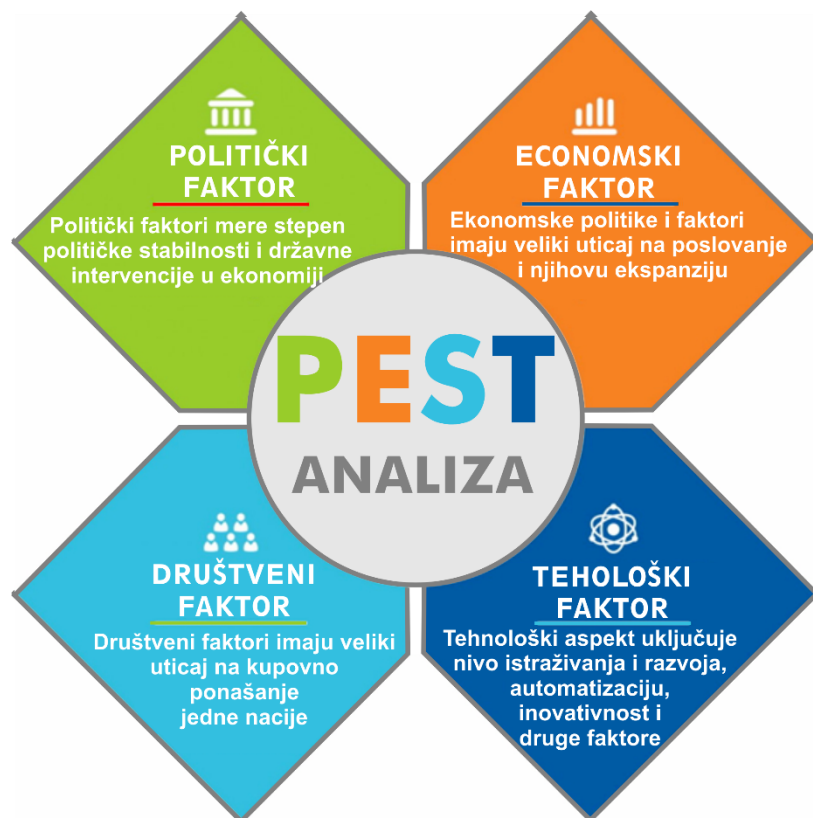 POLITIČKI
FAKTOR
Politički faktori mere stepen
političke stabilnosti i državne
intervencije u ekonomiji
ECONOMSKI
FAKTOR
Ekonomske politike i faktori
imaju veliki uticaj na poslovanje
i njihovu ekspanziju
PEST
ANALIZA
DRUŠTVENI
FAKTOR
Društveni faktori imaju veliki
uticaj na kupovno
ponašanje
jedne nacije
TEHOLOŠKI
FAKTOR
Tehnološki aspekt uključuje
nivo istraživanja i razvoja,
automatizaciju,
inovativnost i
druge faktore